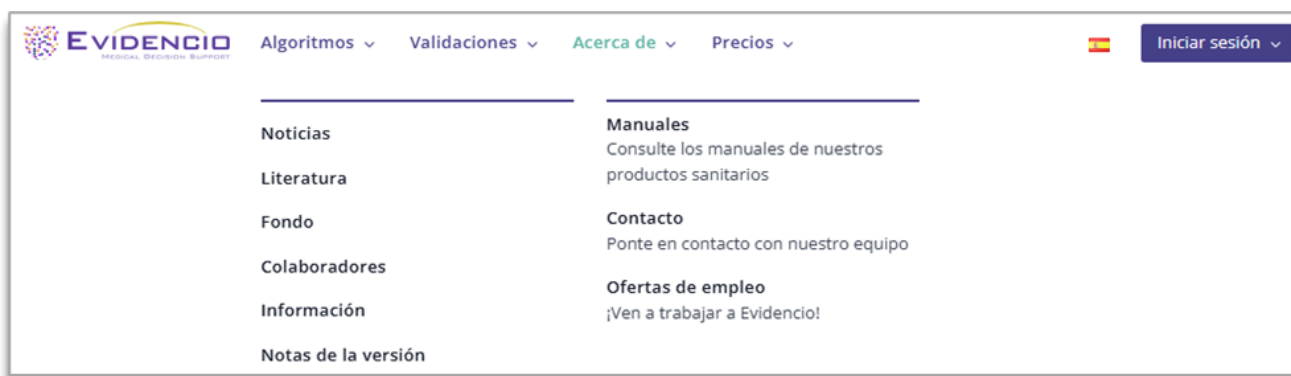 EVIDENCIO
MEDICAL DECISION SUPPORT
Algoritmos
Validaciones
Acerca de
Precios
Iniciar sesión
Noticias
Literatura
Fondo
Colaboradores
Información
Notas de la versión
Manuales
Consulte los manuales de nuestros
productos sanitarios
Contacto
Ponte en contacto con nuestro equipo
Ofertas de empleo
¡Ven a trabajar a Evidencio!